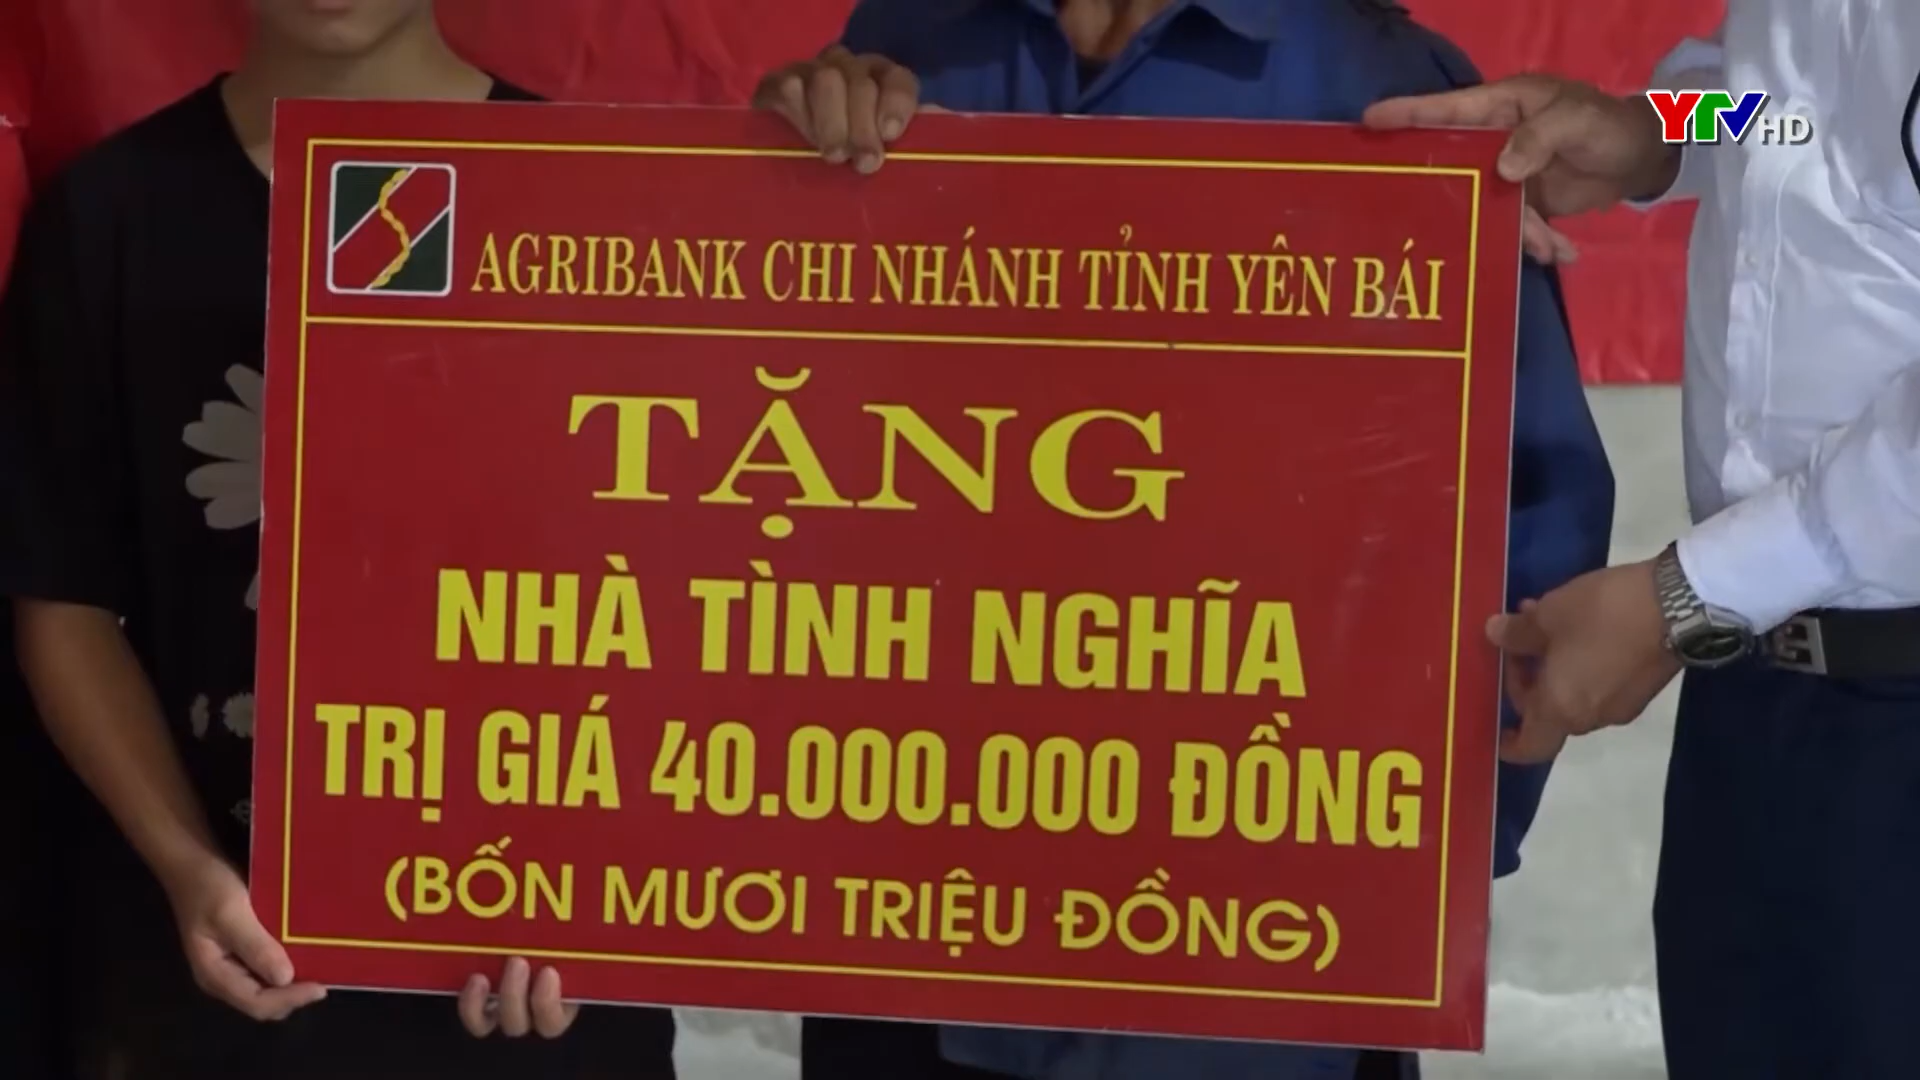 YTV HD
AGRIBANK CHI NHÁNH TỈNH YÊN BÁI
TẶNG
NHÀ TÌNH NGHĨA
TRỊ GIÁ 40.000.000 ĐỒNG
(BỐN MƯƠI TRIỆU ĐỒNG)